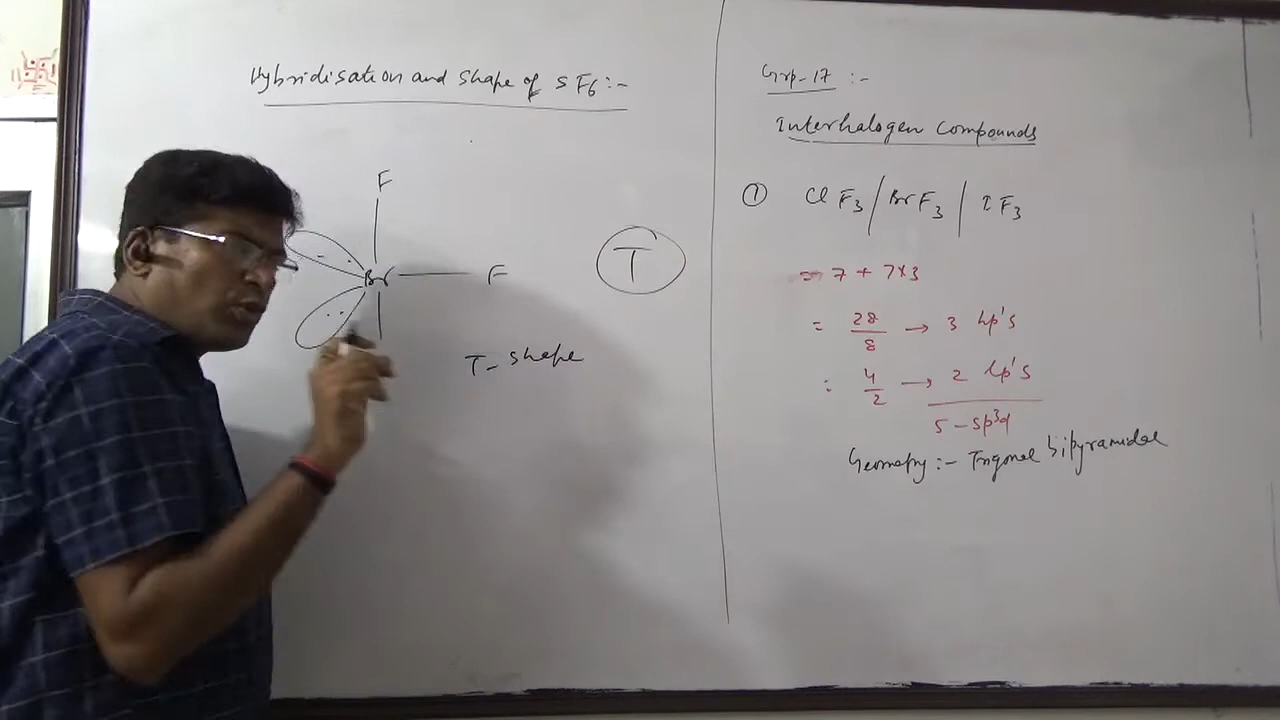 Hybridisation and shape of SF6:-
F
Br F
T
T- shape
Grp-17 :-
Interhalogen Compounds
① ClF3 / BrF3 / IF3
= 7 + 7×3
= 28/8 → 3 bp's
= 4/2 → 2 lp's
5 - sp³d
Geometry :- Trigonal bipyramidal